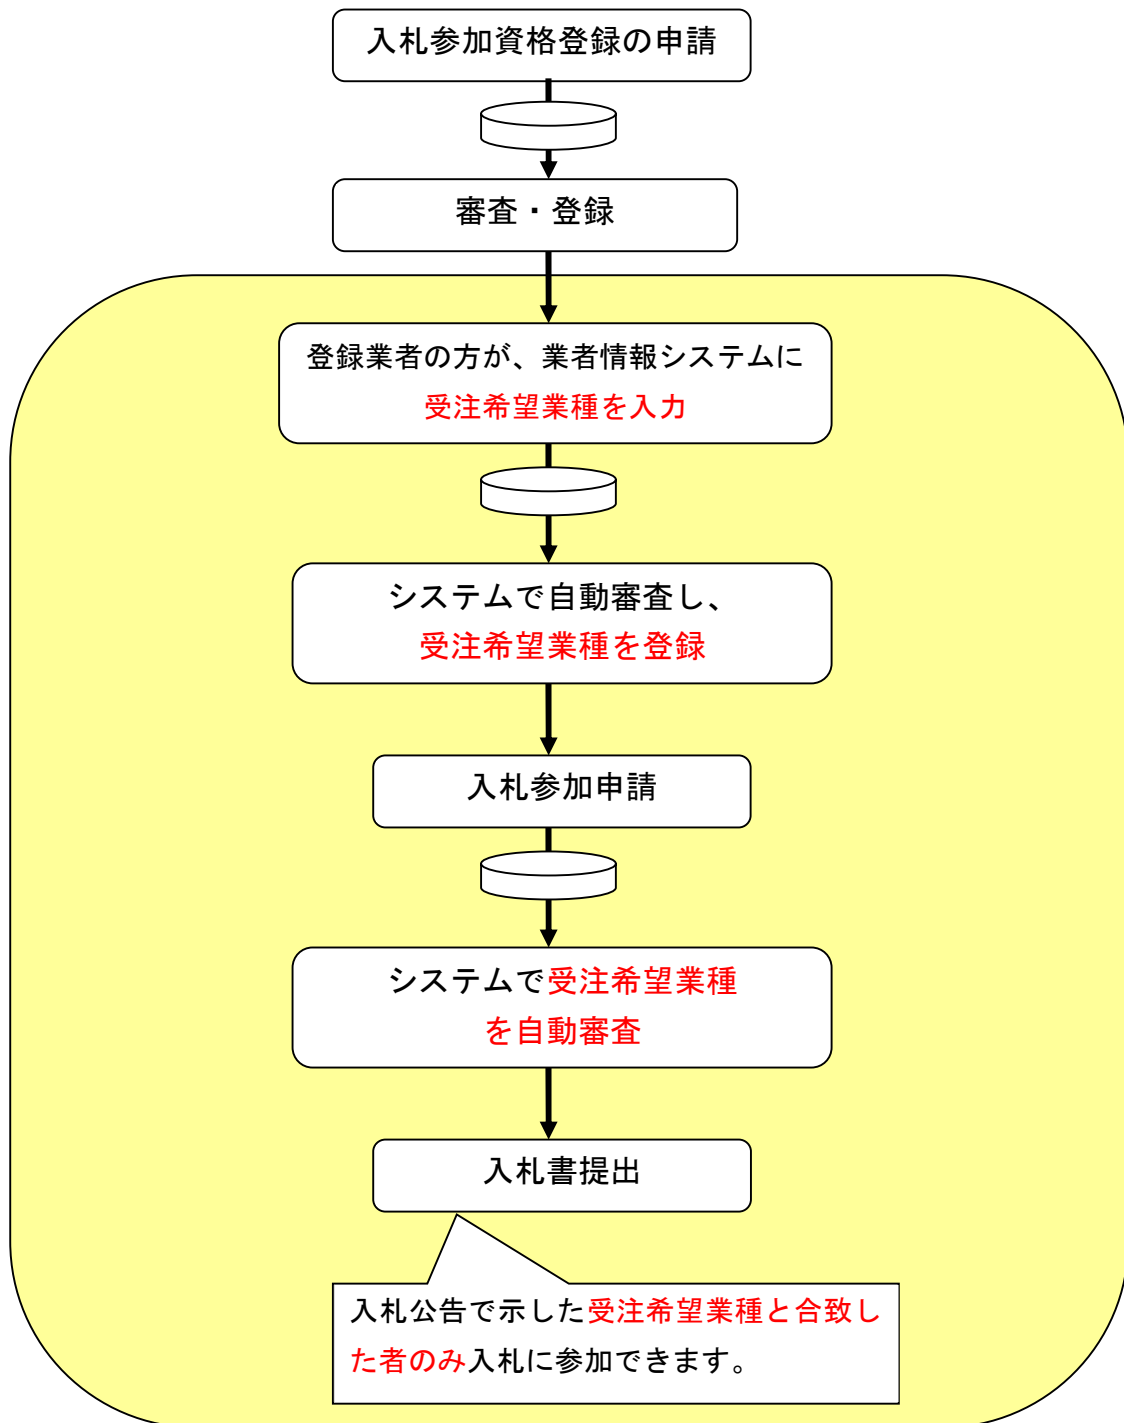 入札参加資格登録の申請
審査・登録
登録業者の方が、業者情報システムに
受注希望業種を入力
システムで自動審査し、
受注希望業種を登録
入札参加申請
システムで受注希望業種
を自動審査
入札書提出
入札公告で示した受注希望業種と合致し
た者のみ入札に参加できます。